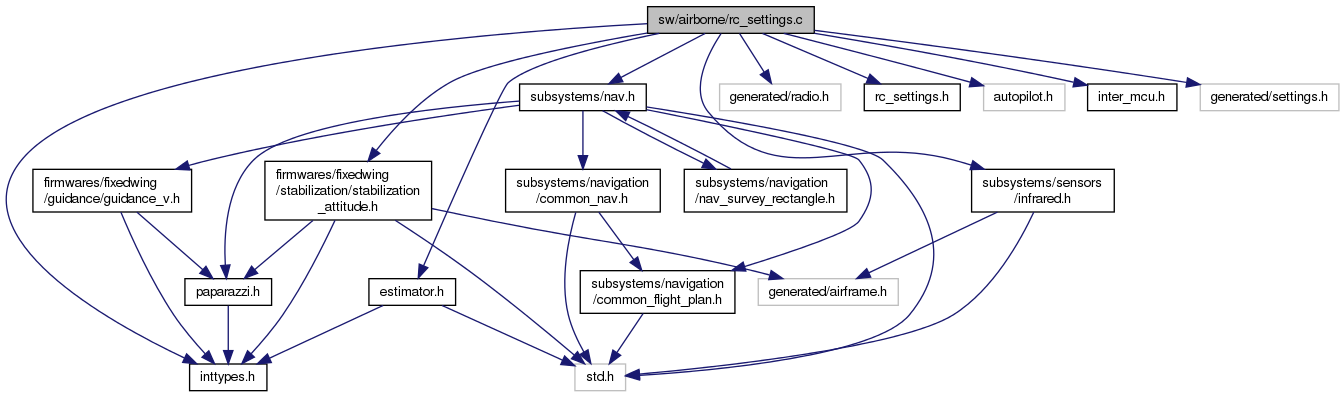 sw/airborne/rc_settings.c
subsystems/nav.h
generated/radio.h
rc_settings.h
autopilot.h
inter_mcu.h
generated/settings.h
firmwares/fixedwing
/guidance/guidance_v.h
firmwares/fixedwing
/stabilization/stabilization
_attitude.h
subsystems/navigation
/common_nav.h
subsystems/navigation
/nav_survey_rectangle.h
subsystems/sensors
/infrared.h
paparazzi.h
estimator.h
subsystems/navigation
/common_flight_plan.h
generated/airframe.h
inttypes.h
std.h